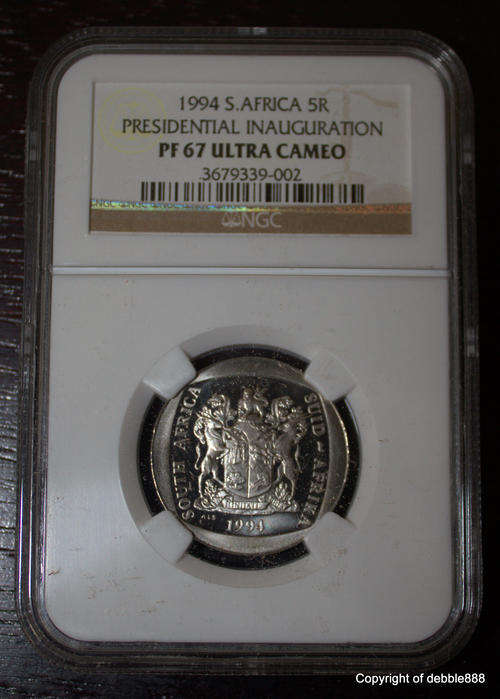 1994 S.AFRICA 5R
PRESIDENTIAL INAUGURATION
PF 67 ULTRA CAMEO
3679339-002
NGC
SOUTH AFRICA
SUID-AFRIKA
1994
Copyright of debble888